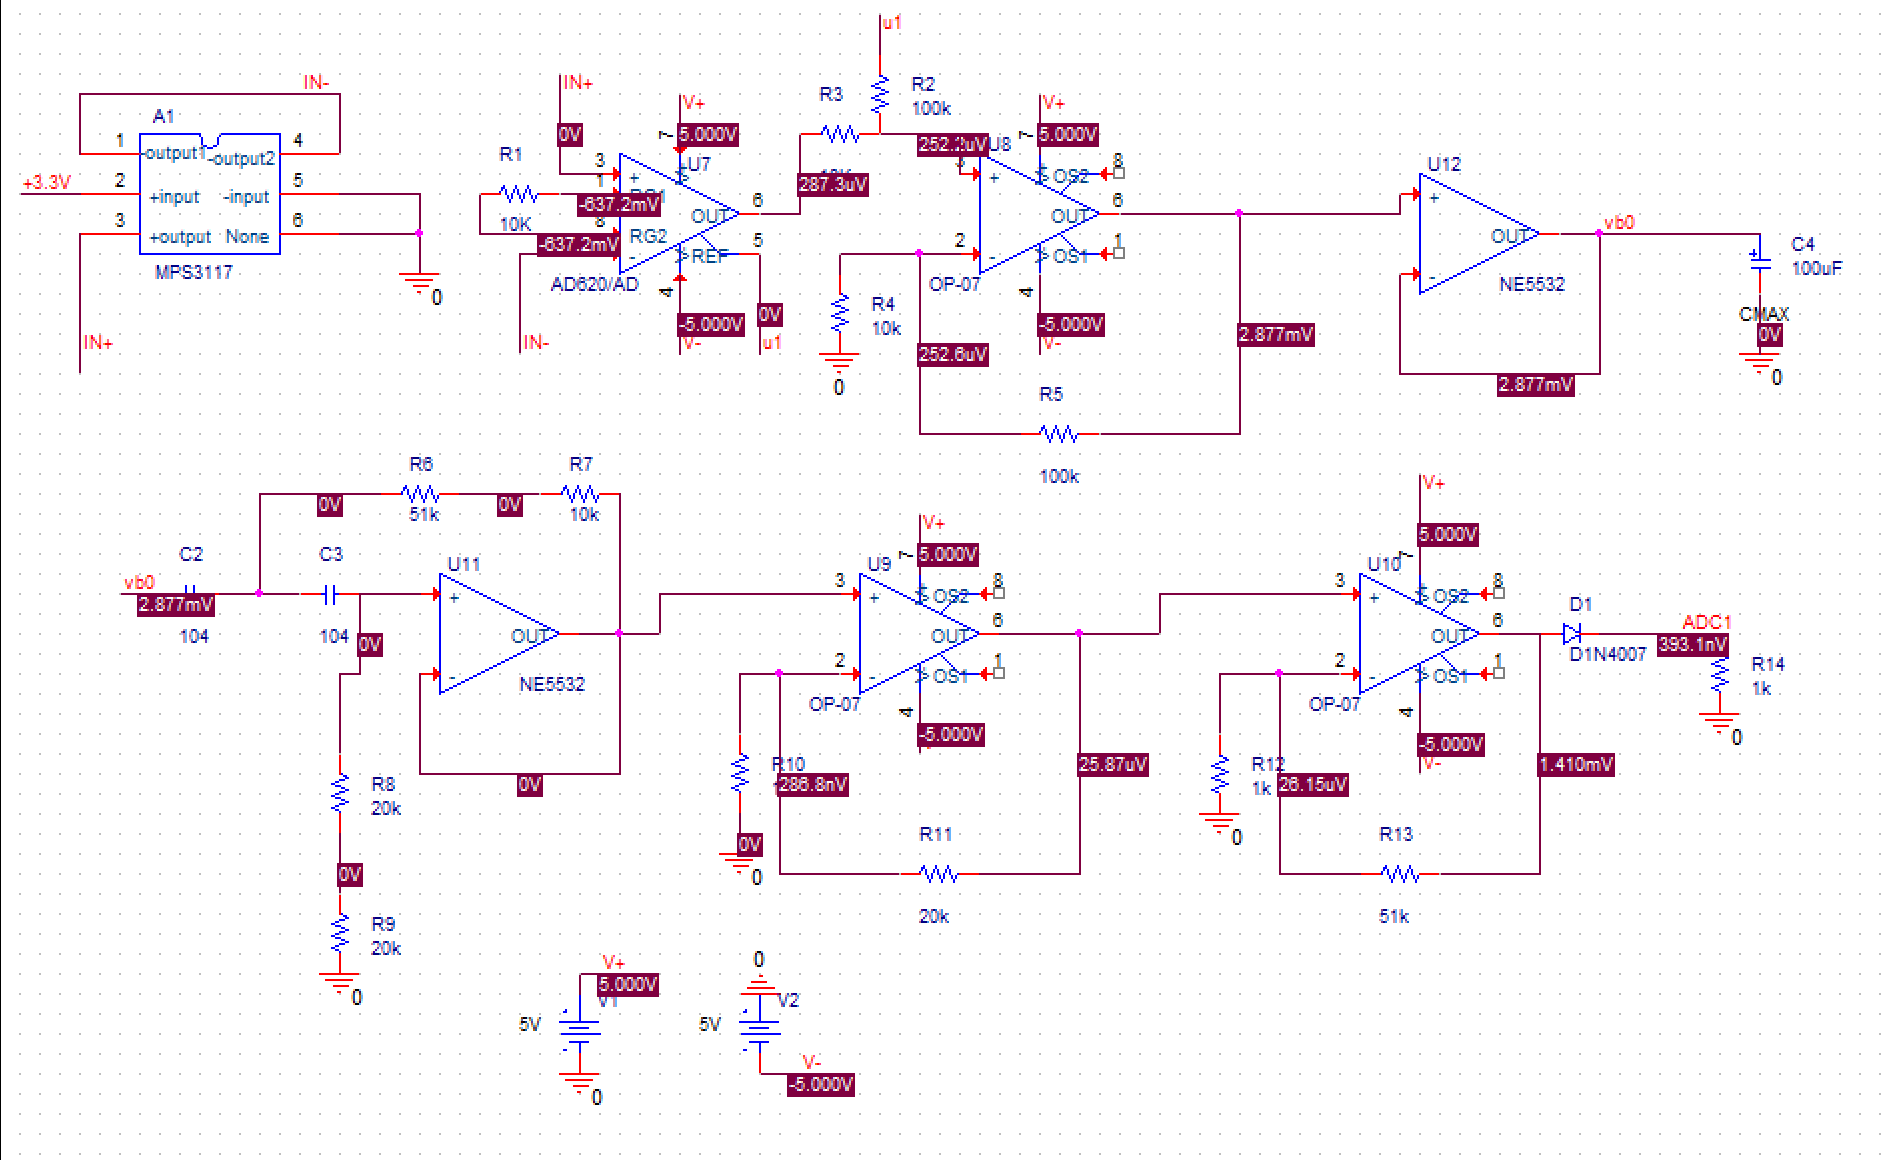 u1
IN-
IN+
A1
R3
R2
100k
V+
V+
1
4
-output1
-output2
0V
7
5.000V
252.
uV
U8
7
5.000V
R1
3
U7
8
U12
+3.3V
2
5
+input
-input
1
+
287.3uV
+
OS2
6
+
3
6
-637.2mV
6
vb0
+output
None
10K
8
OUT
5
2
OUT
1
OUT
C4
-637.2mV
RG2
REF
-
OS1
100uF
MPS3117
-
AD620/AD
OP-07
-
NE5532
0
4
R4
4
CMAX
IN+
IN-
-5.000V
0V
10k
-5.000V
2.877mV
0V
V-
u1
252.6uV
V-
0
2.877mV
0
R5
R6
R7
100k
V+
0V
51k
0V
10k
V+
5.000V
C2
C3
U11
U9
7
5.000V
U10
7
vb0
3
8
3
8
D1
2.877mV
+
+
OS2
+
OS2
6
6
ADC1
104
104
0V
OUT
OUT
OUT
393.1nV
2
1
2
1
D1N4007
R14
-
NE5532
-
OS1
-
OS1
1k
OP-07
4
OP-07
4
-5.000V
-5.000V
0
R10
25.87uV
R12
V-
1.410mV
R8
0V
286.8nV
1k
26.15uV
20k
R11
0
R13
0V
0V
0
R9
20k
51k
20k
V+
0
0
5.000V
V1
V2
5V
5V
V-
-5.000V
0